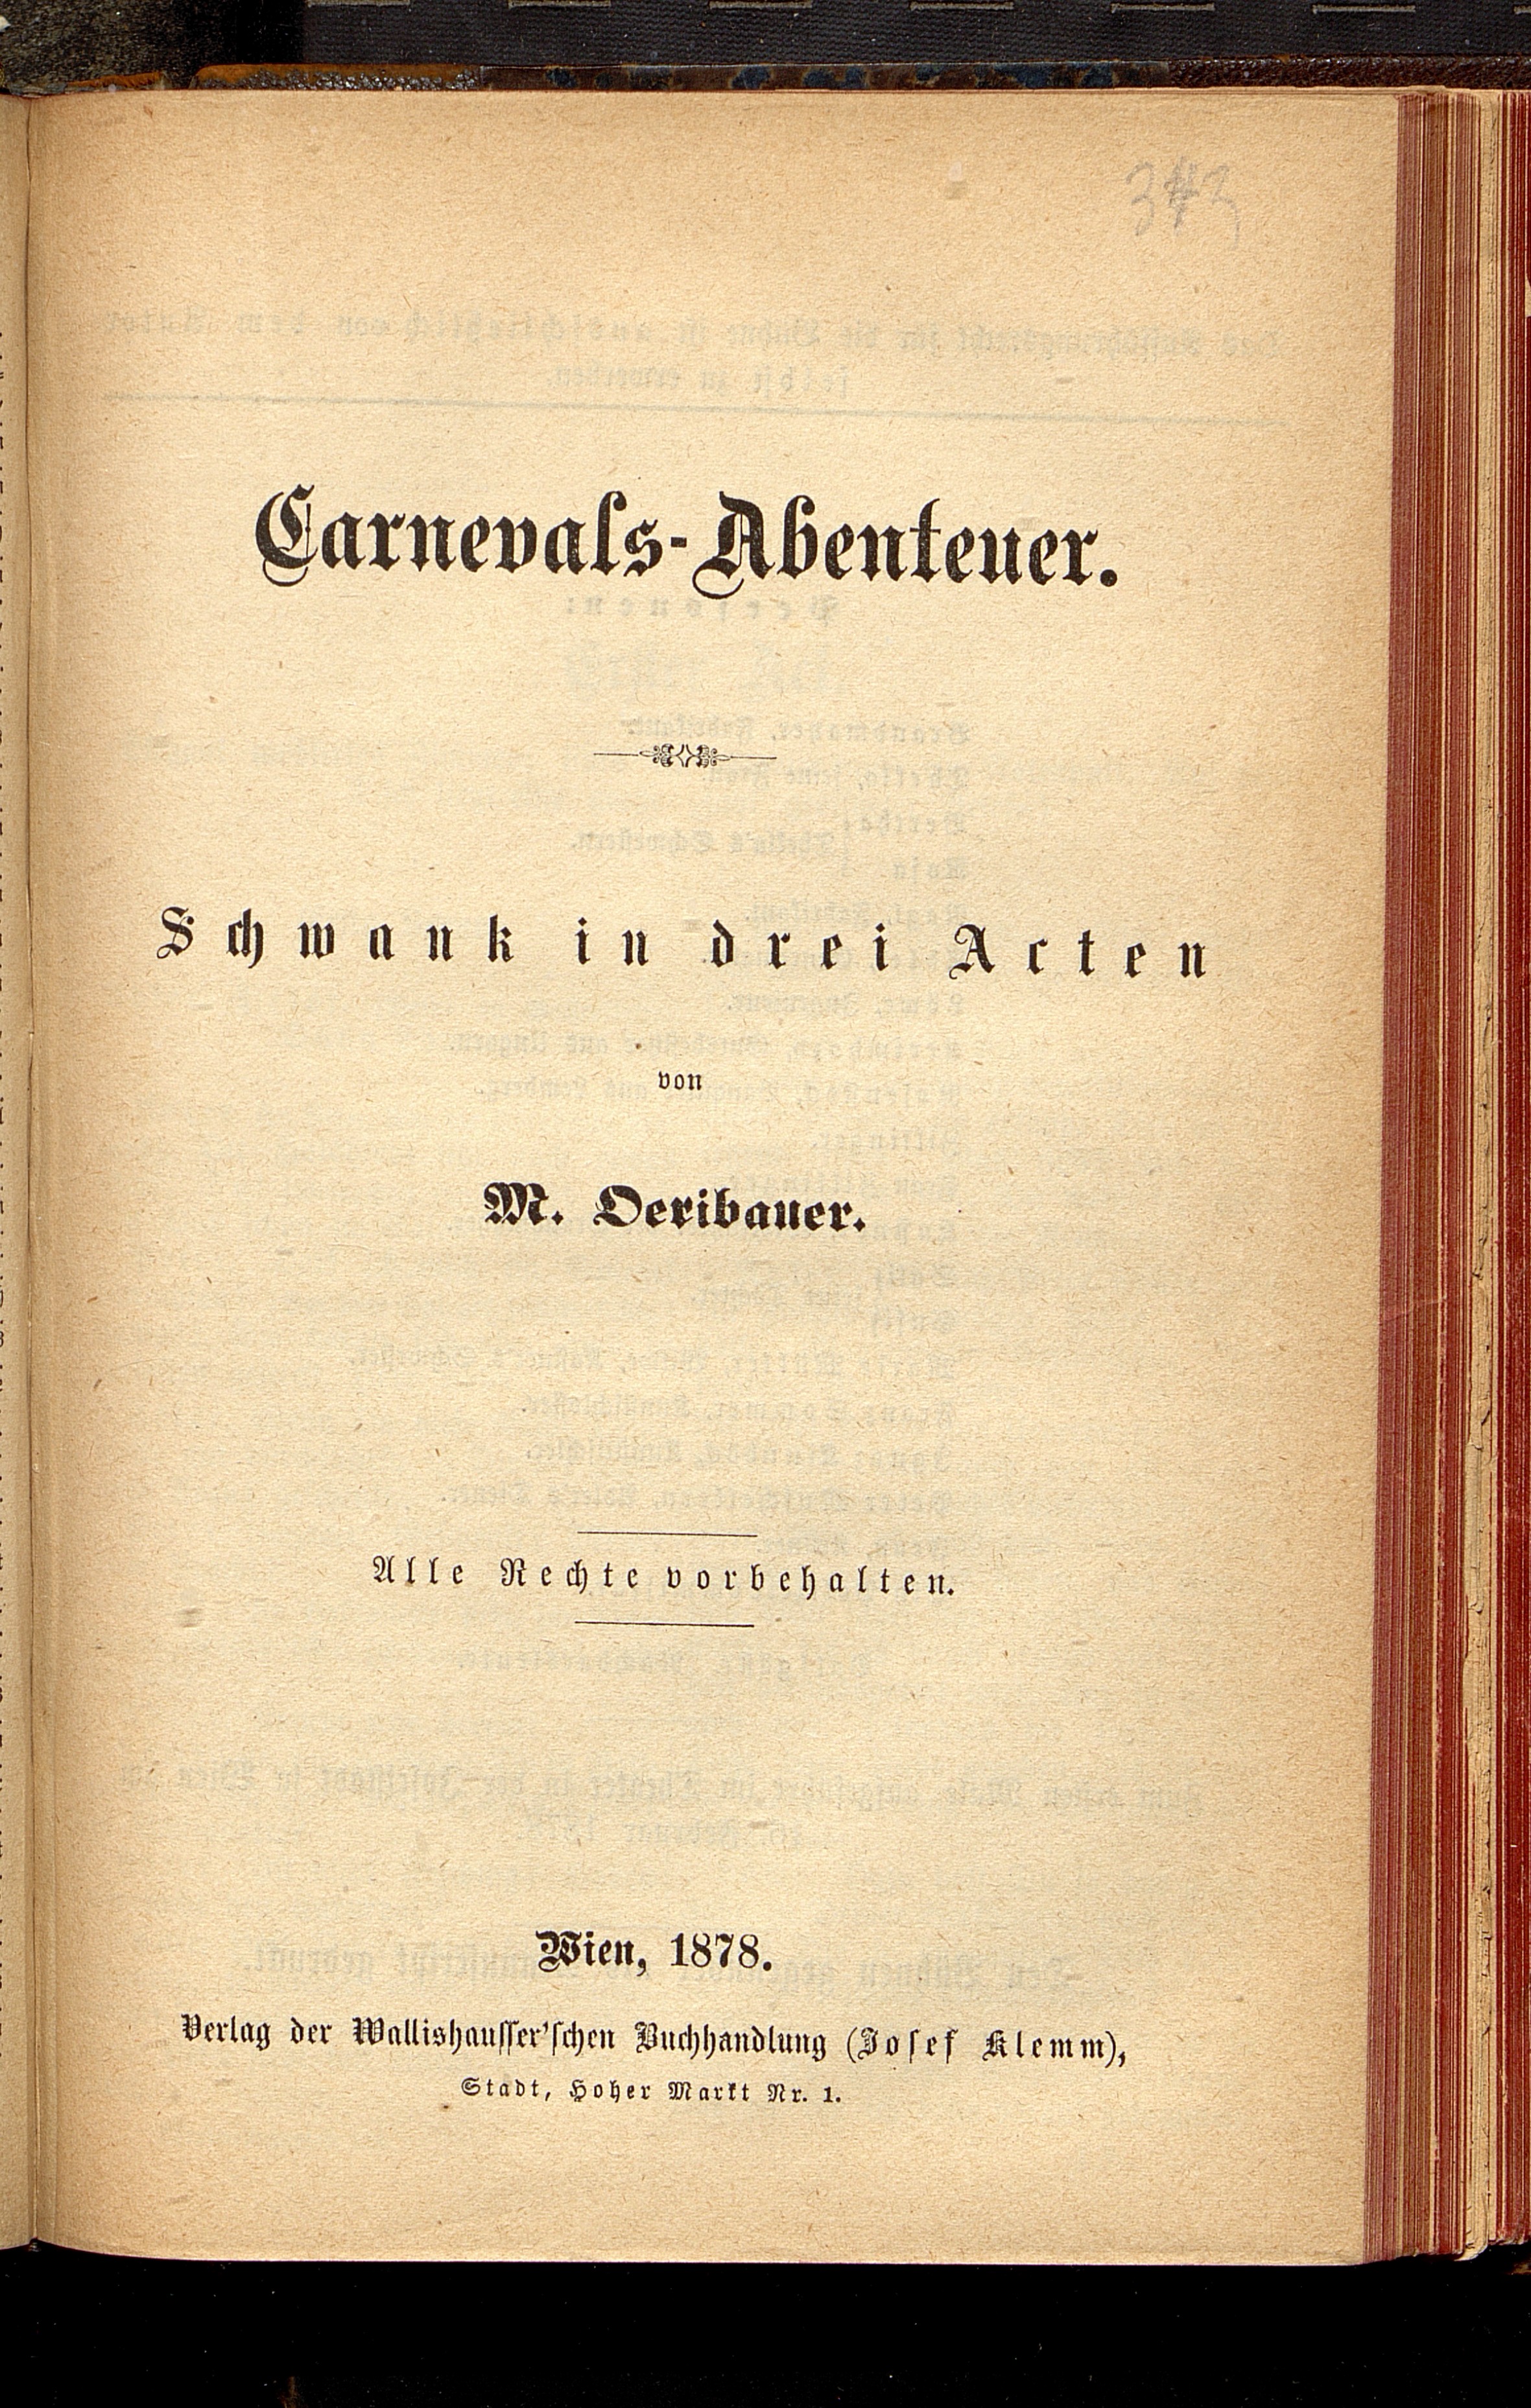 Carnevals-Abenteuer.
Schwank in drei Acten
von
M. Oeribauer.
Alle Rechte vorbehalten.
Wien, 1878.
Verlag der Wallishausser'schen Buchhandlung (Josef Klemm),
Stadt, Hoher Markt Nr. 1.